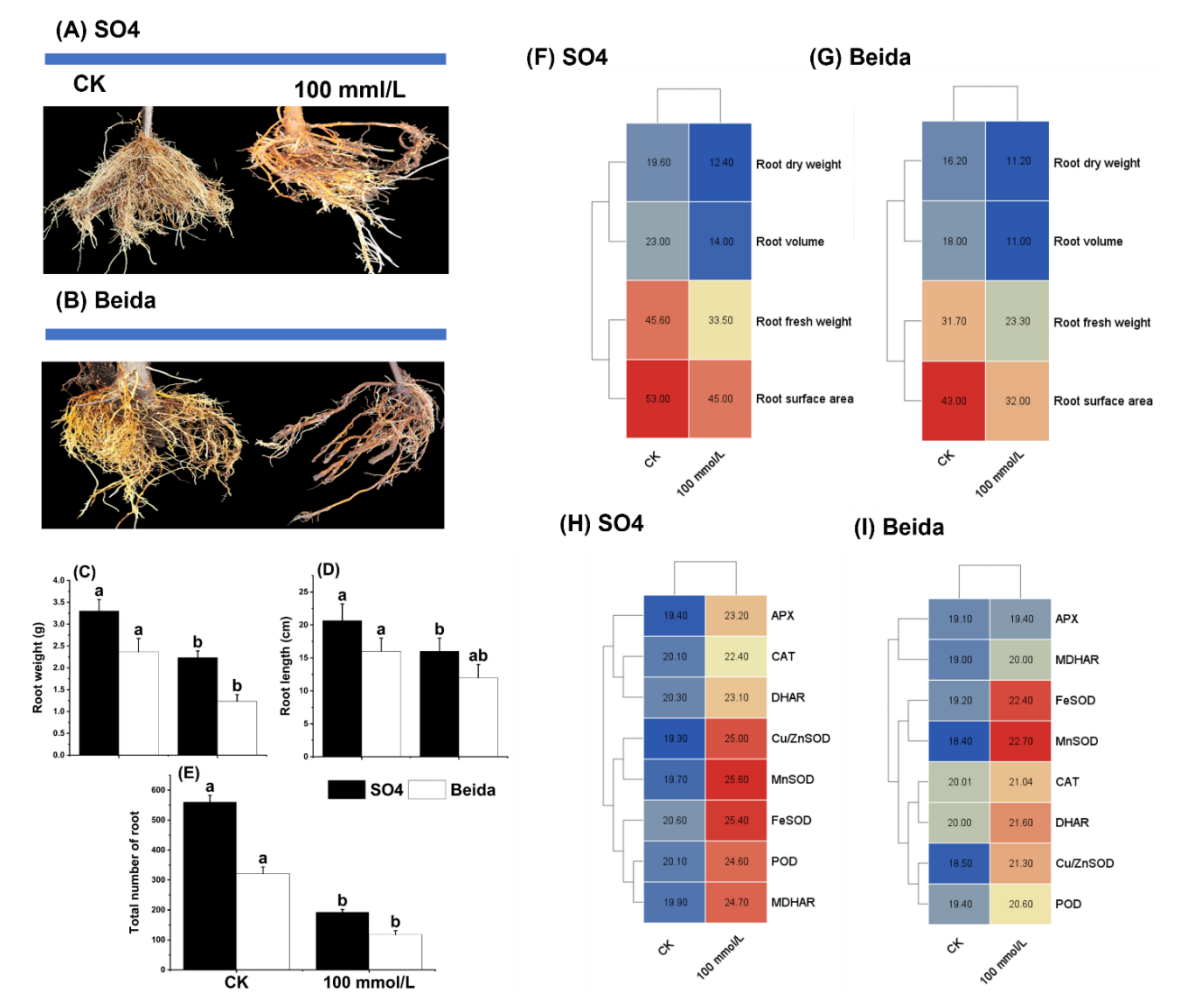 (A) SO4
CK
100 mml/L
(B) Beida
(C)
Root weight (g)
4.0
3.5
3.0
2.5
2.0
1.5
1.0
0.5
0.0
a
a
b
b
(D)
Root length (cm)
25
20
15
10
5
0
a
a
b
ab
(E)
Total number of root
600
500
400
300
200
100
0
a
a
b
b
CK
100 mmol/L
SO4
Beida
(F) SO4
19.60 12.40 Root dry weight
23.00 14.00 Root volume
45.60 33.50 Root fresh weight
53.00 45.00 Root surface area
CK
100 mmol/L
(G) Beida
16.20 11.20 Root dry weight
18.00 11.00 Root volume
31.70 23.30 Root fresh weight
43.00 32.00 Root surface area
CK
100 mmol/L
(H) SO4
19.40 23.20 APX
20.10 22.40 CAT
20.30 23.10 DHAR
19.30 25.00 Cu/ZnSOD
19.70 25.60 MnSOD
20.60 25.40 FeSOD
20.10 24.60 POD
19.90 24.70 MDHAR
CK
100 mmol/L
(I) Beida
19.10 19.40 APX
19.00 20.00 MDHAR
19.20 22.40 FeSOD
18.40 22.70 MnSOD
20.01 21.04 CAT
20.00 21.60 DHAR
18.50 21.30 Cu/ZnSOD
19.40 20.60 POD
CK
100 mmol/L